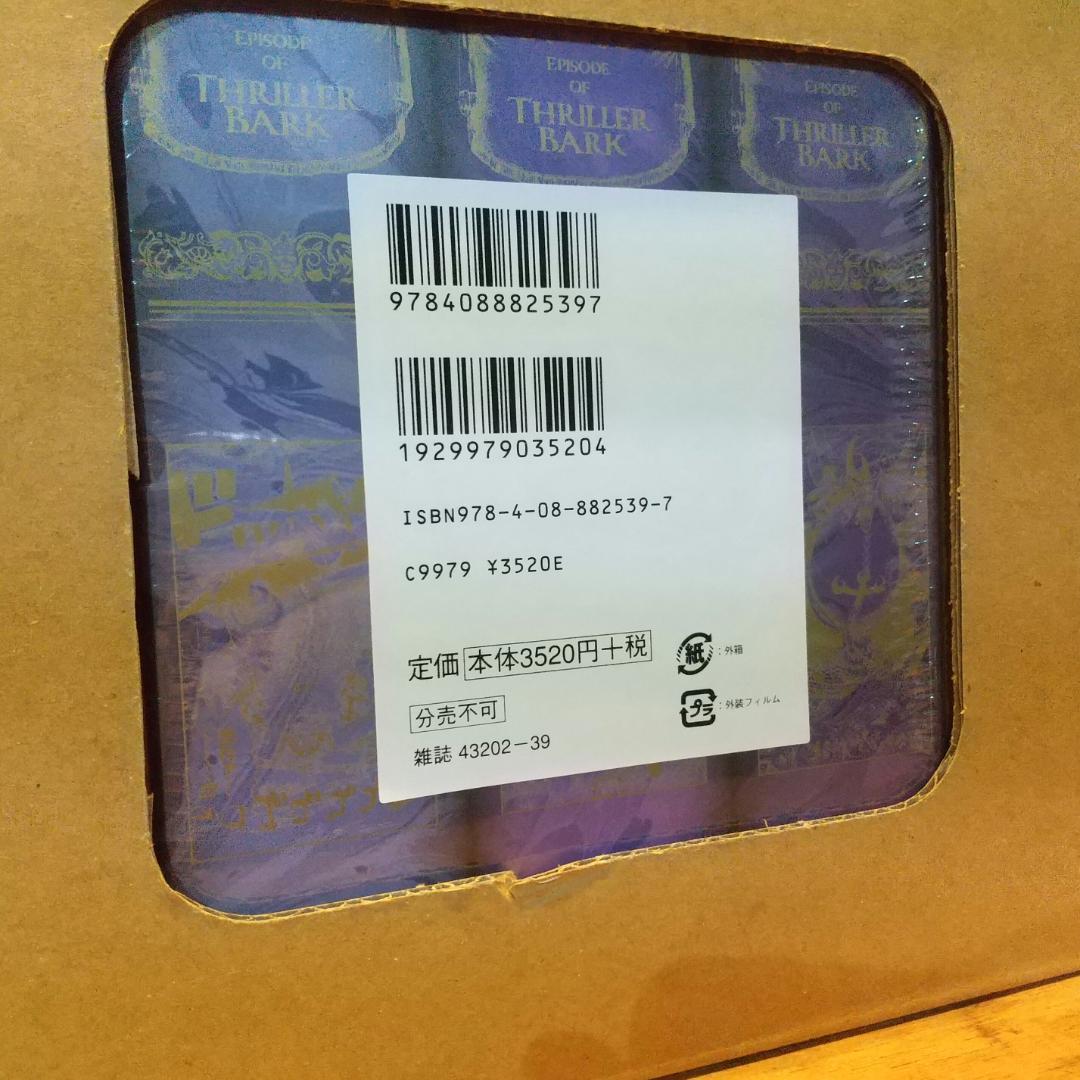 EPISODE
OF
THRILLER
BARK
EPISODE
OF
THRILLER
BARK
EPISODE
OF
THRILLER
BARK
9784088825397
1929979035204
ISBN978-4-08-882539-7
C9979 ¥3520E
定価 本体3520円+税
紙:外箱
分売不可
プラ:外装フィルム
雑誌 43202-39